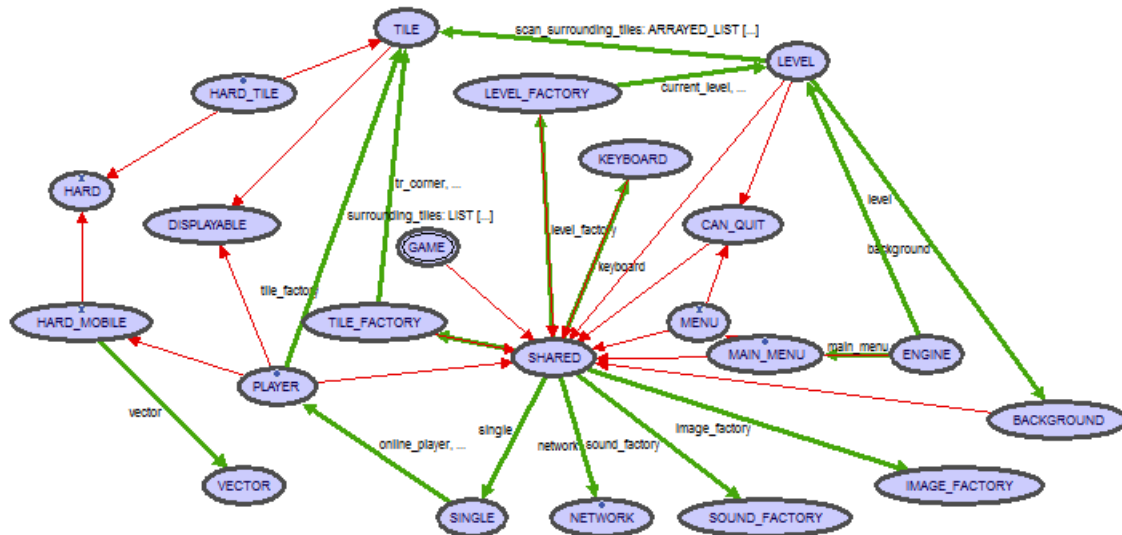 TILE
scan_surrounding_tiles: ARRAYED_LIST [...]
LEVEL
HARD_TILE
LEVEL_FACTORY
current_level, ...
KEYBOARD
HARD
tr_corner, ...
level
surrounding_tiles: LIST [...]
DISPLAYABLE
level_factory
CAN_QUIT
GAME
background
keyboard
tile_factory
HARD_MOBILE
TILE_FACTORY
MENU
SHARED
MAIN_MENU
main_menu
ENGINE
PLAYER
vector
online_player, ...
single
network
sound_factory
image_factory
BACKGROUND
VECTOR
IMAGE_FACTORY
SINGLE
NETWORK
SOUND_FACTORY